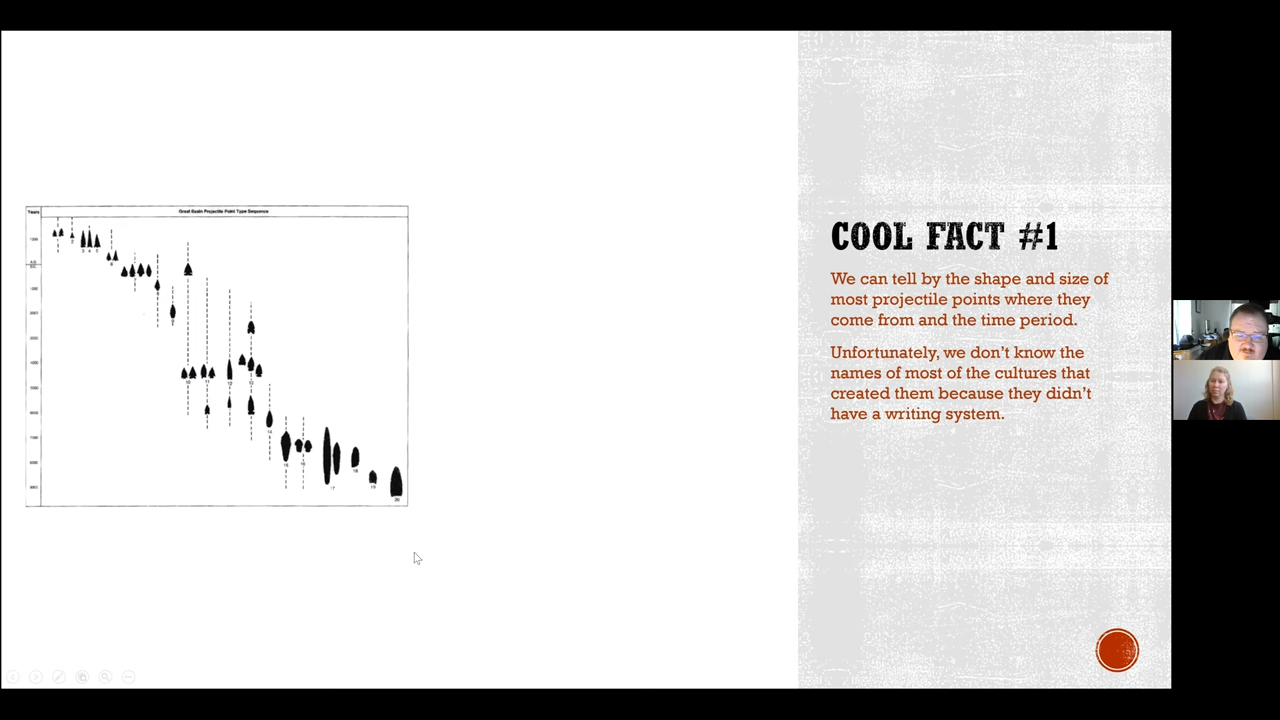 Years
Great Basin Projectile Point Type Sequence
COOL FACT #1
We can tell by the shape and size of
most projectile points where they
come from and the time period.
Unfortunately, we don't know the
names of most of the cultures that
created them because they didn't
have a writing system.